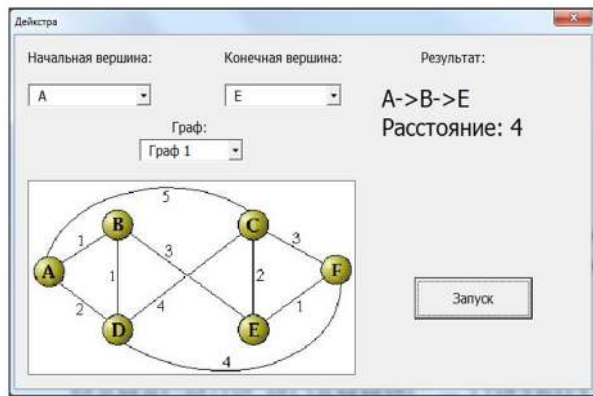 Дейкстра
Начальная вершина:
Конечная вершина:
Результат:
A
E
A->B->E
Расстояние: 4
Граф:
Граф 1
5
B
C
1
3
3
A
1
2
F
2
4
1
D
E
4
Запуск